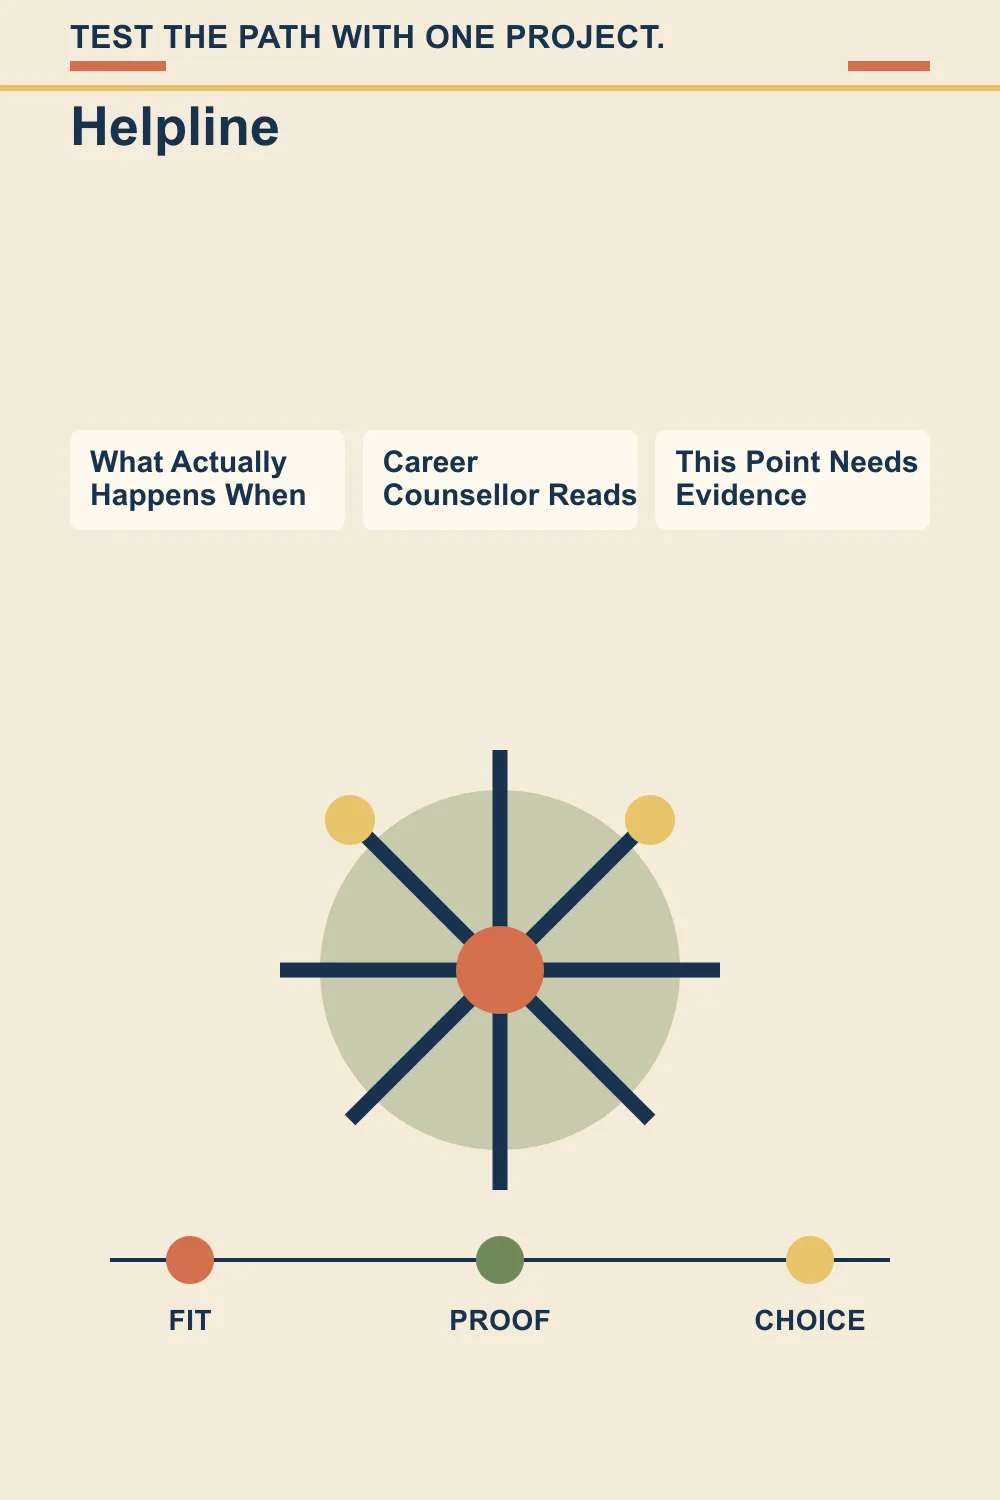 TEST THE PATH WITH ONE PROJECT.
Helpline
What Actually
Happens When
Career
Counsellor Reads
This Point Needs
Evidence
FIT
PROOF
CHOICE